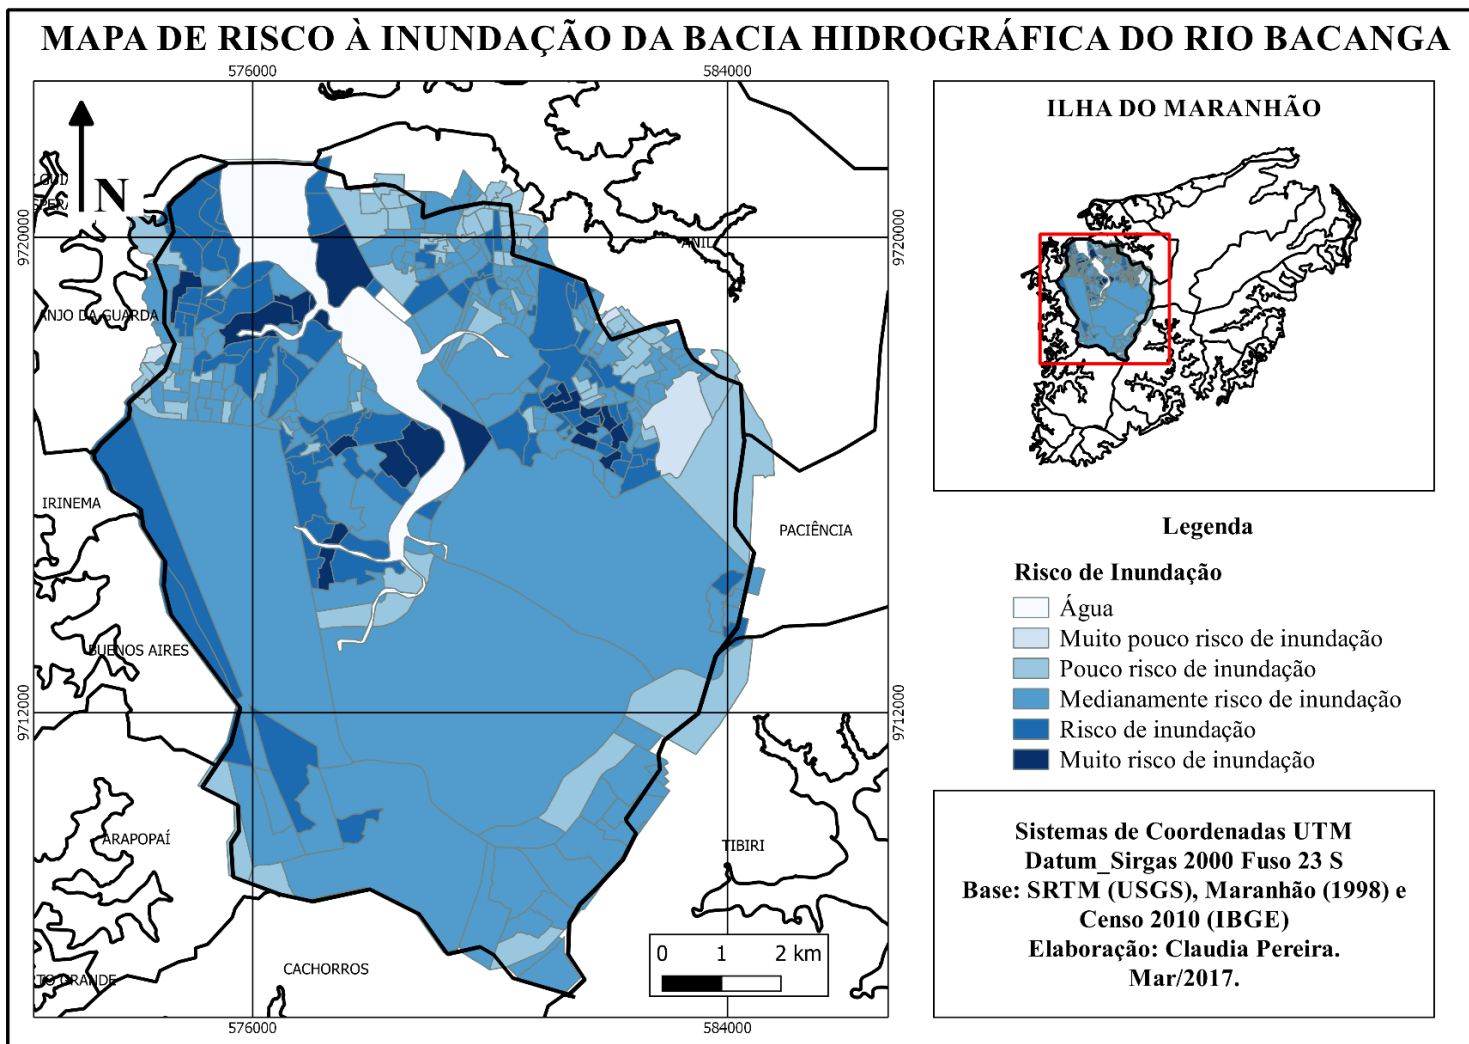 MAPA DE RISCO À INUNDAÇÃO DA BACIA HIDROGRÁFICA DO RIO BACANGA
576000
584000
N
9720000
9720000
ANIL
ANJO DA GUARDA
IRINEMA
PACIÊNCIA
BUENOS AIRES
9712000
9712000
ARAPOPAÍ
TIBIRI
CACHORROS
TO GRANDE
0 1 2 km
576000
584000
ILHA DO MARANHÃO
Legenda
Risco de Inundação
Água
Muito pouco risco de inundação
Pouco risco de inundação
Medianamente risco de inundação
Risco de inundação
Muito risco de inundação
Sistemas de Coordenadas UTM
Datum_Sirgas 2000 Fuso 23 S
Base: SRTM (USGS), Maranhão (1998) e
Censo 2010 (IBGE)
Elaboração: Claudia Pereira.
Mar/2017.